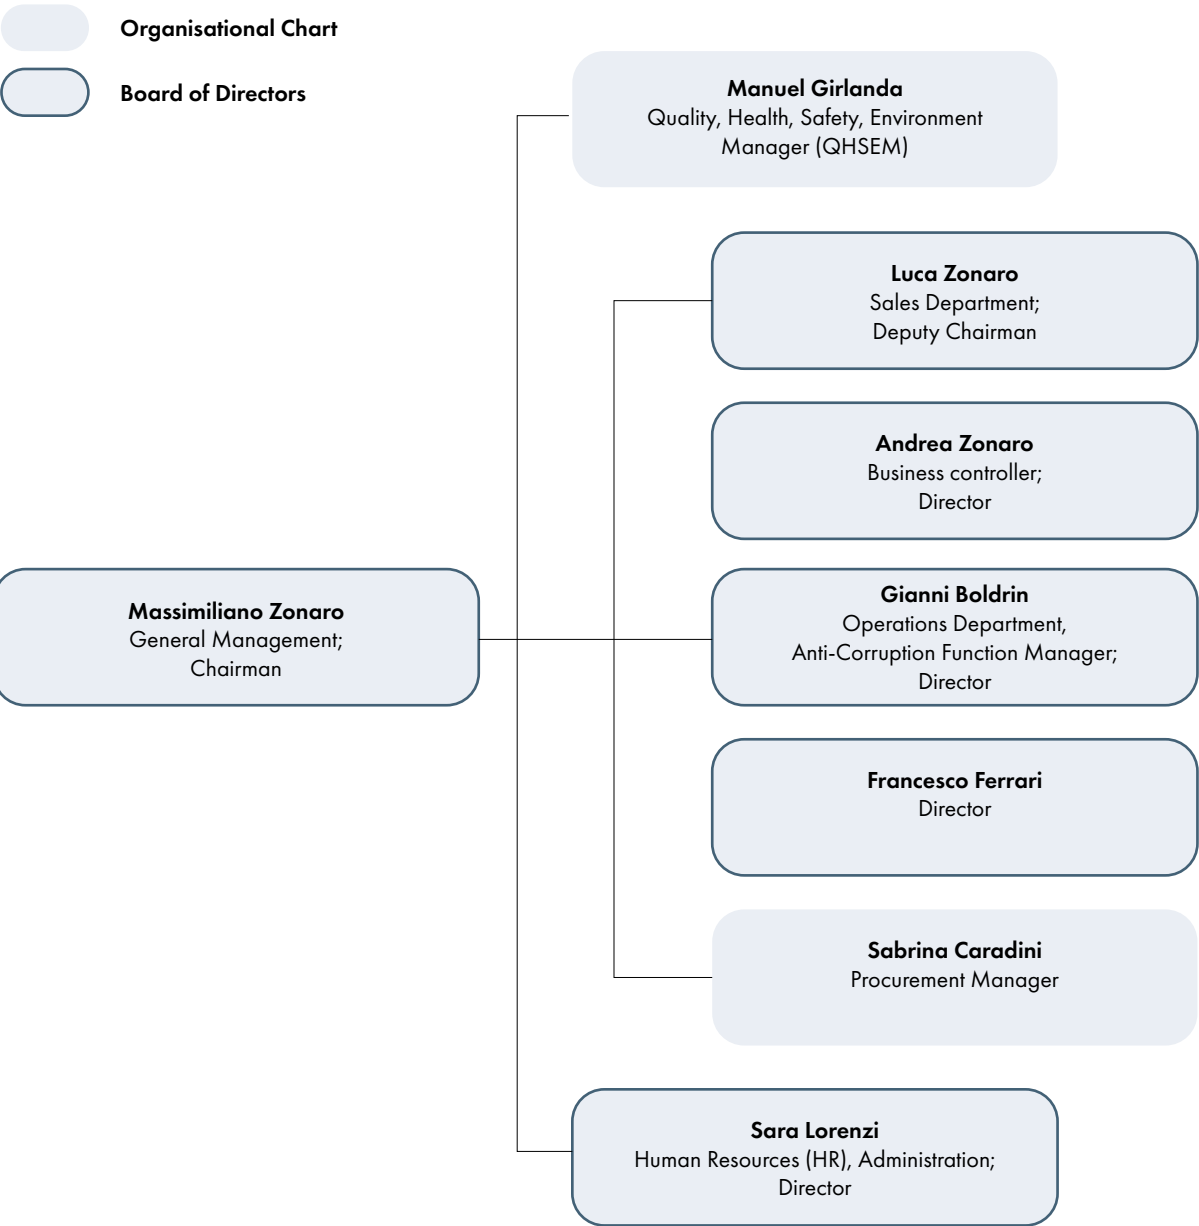 Organisational Chart
Board of Directors
Manuel Girlanda
Quality, Health, Safety, Environment
Manager (QHSEM)
Luca Zonaro
Sales Department;
Deputy Chairman
Andrea Zonaro
Business controller;
Director
Massimiliano Zonaro
General Management;
Chairman
Gianni Boldrin
Operations Department,
Anti-Corruption Function Manager;
Director
Francesco Ferrari
Director
Sabrina Caradini
Procurement Manager
Sara Lorenzi
Human Resources (HR), Administration;
Director